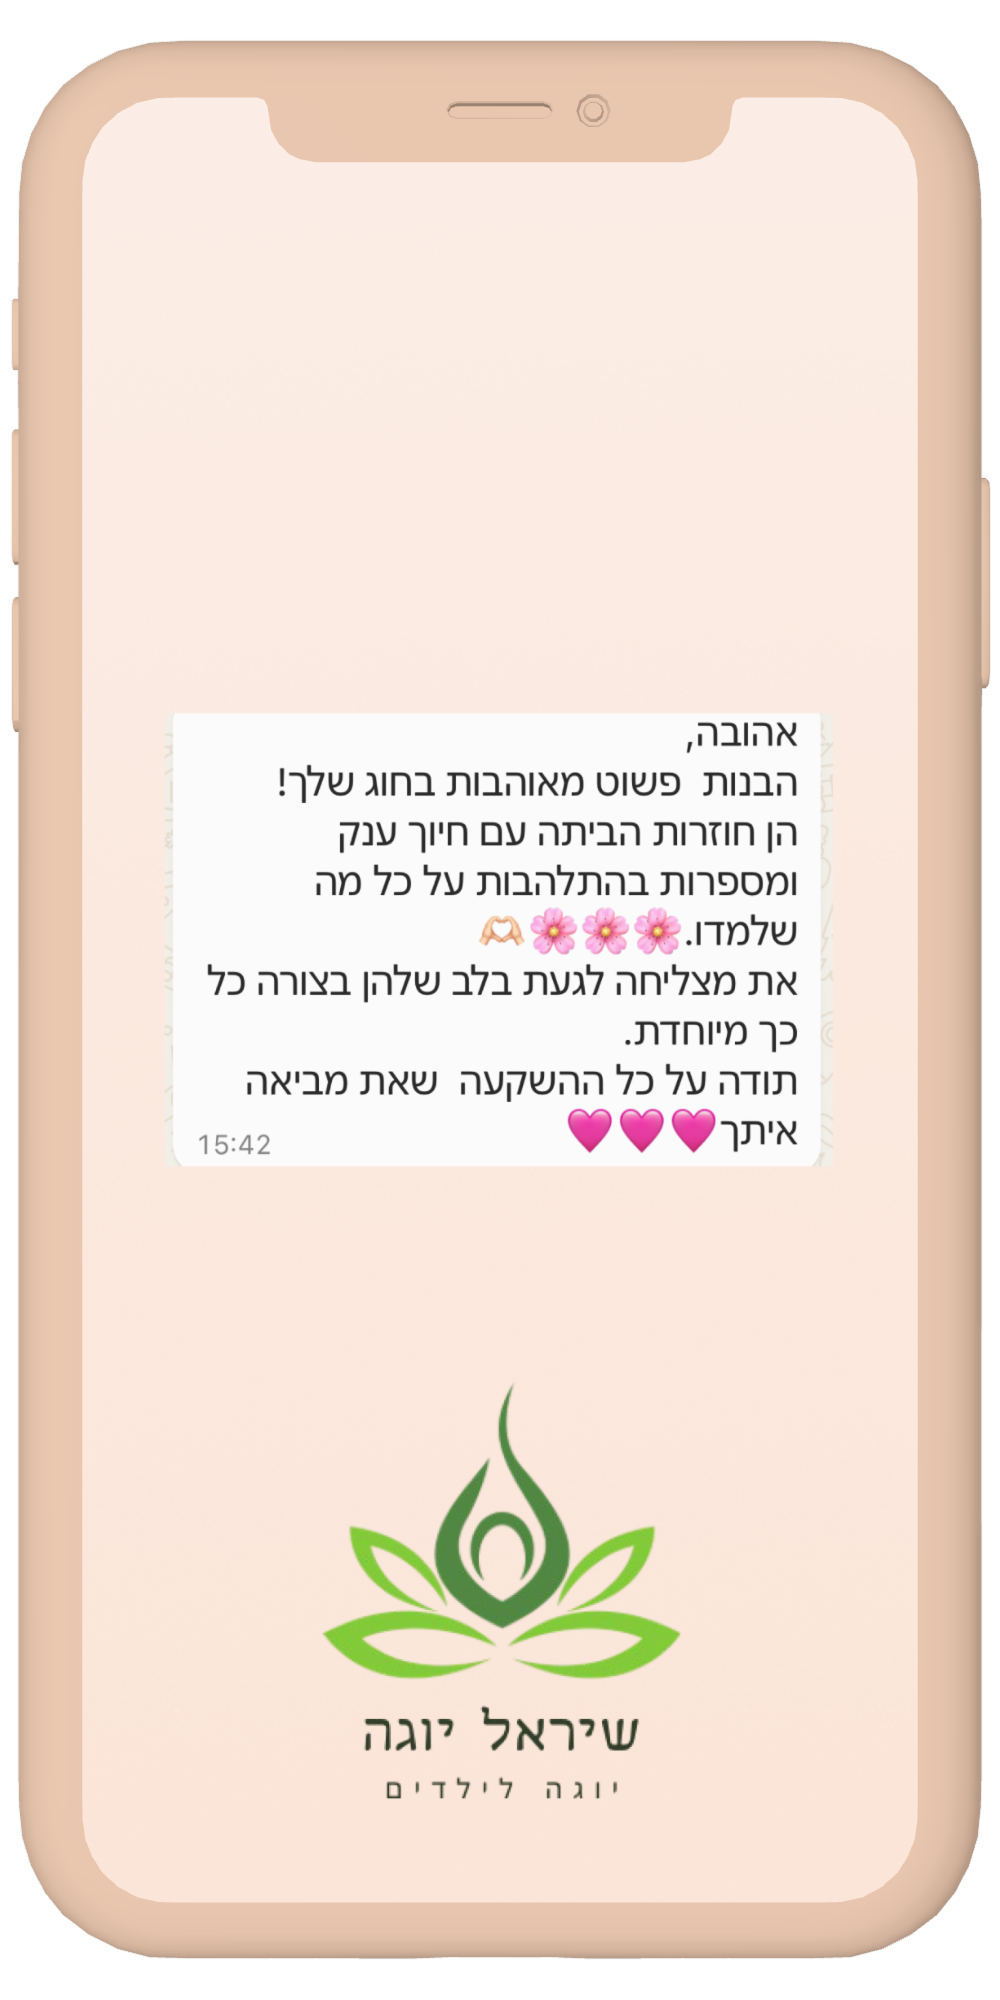 אהובה,
הבנות  פשוט מאוהבות בחוג שלך!
הן חוזרות הביתה עם חיוך ענק
ומספרות בהתלהבות על כל מה
שלמדו.🌸🌸🌸🫶🏻
את מצליחה לגעת בלב שלהן בצורה כל
כך מיוחדת.
תודה על כל ההשקעה  שאת מביאה
איתך🩷🩷🩷
15:42
שיראל יוגה
יוגה לילדים